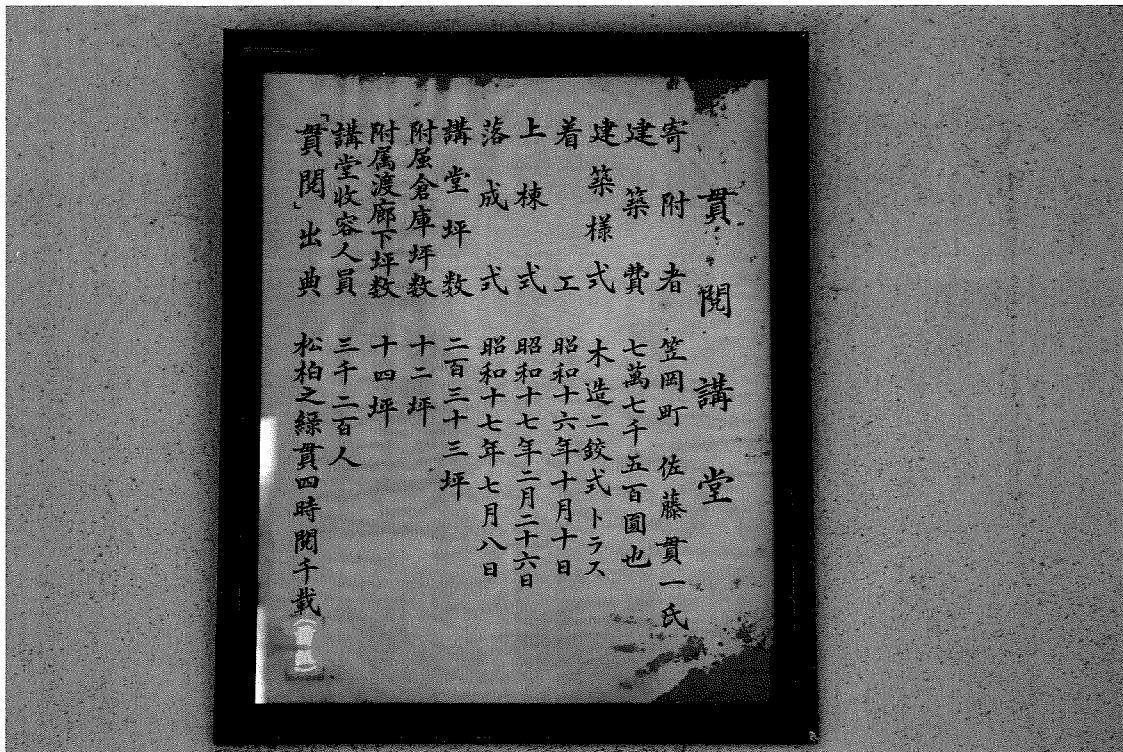 貫閲講堂
寄附者 笠岡町 佐藤貫一氏
建築費 七萬七千五百圓也
建築様式 木造二鉸式トラス
着工 昭和十六年十月十日
上棟式 昭和十七年二月二十六日
落成式 昭和十七年七月八日
講堂坪数 二百三十三坪
附属倉庫坪数 十二坪
附属渡廊下坪数 十四坪
講堂收容人員 三千二百人
「貫閲」出典 松柏之緑貫四時閲千載